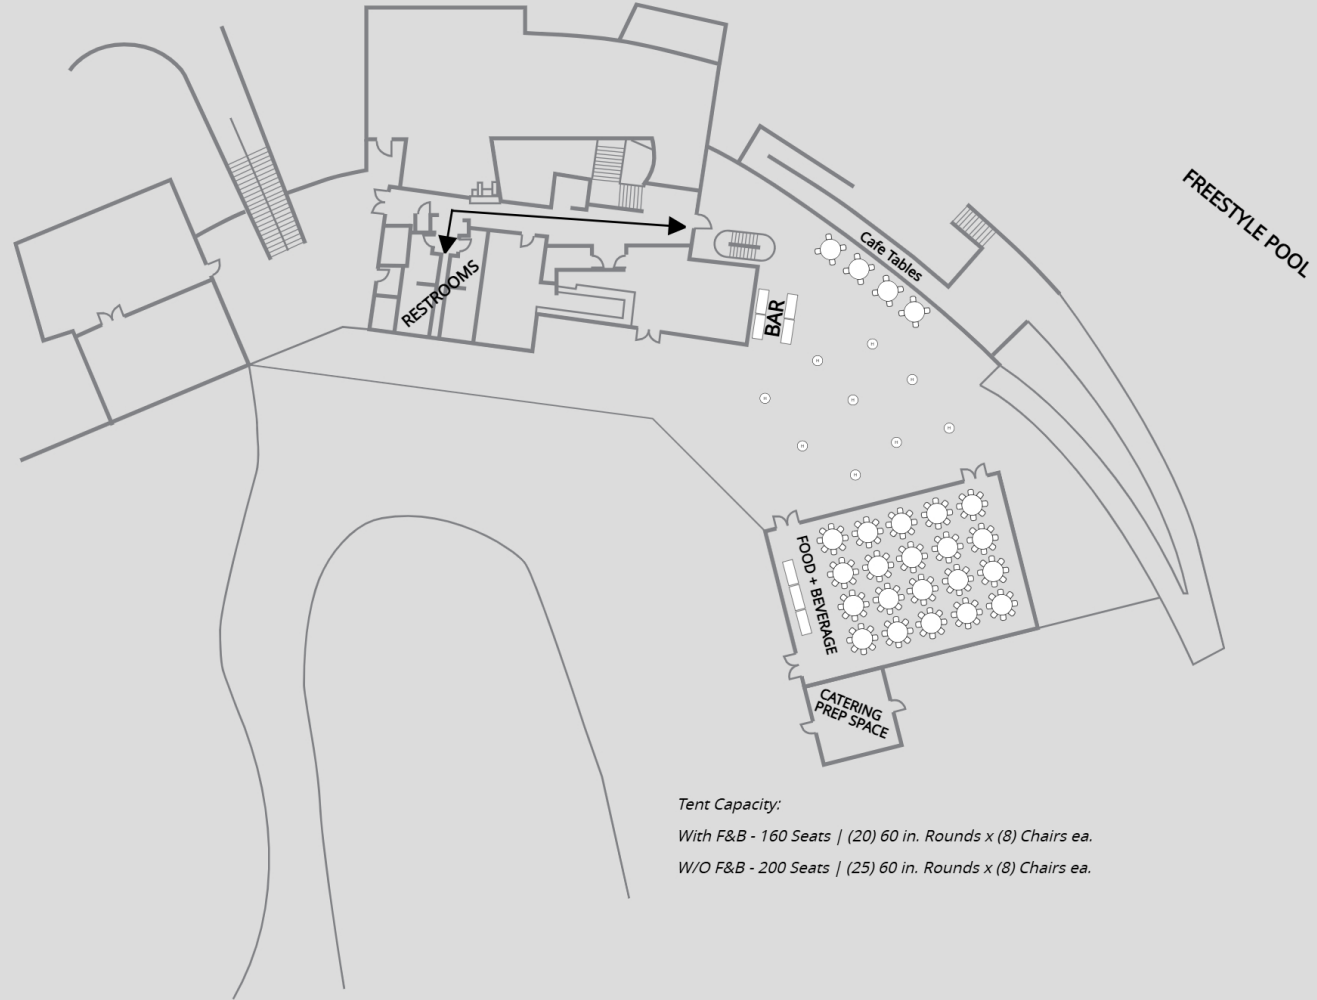 FREESTYLE POOL
Cafe Tables
RESTROOMS
BAR
H
H
H
H
H
H
H
H
H
FOOD + BEVERAGE
CATERING
PREP SPACE
Tent Capacity:
With F&B - 160 Seats | (20) 60 in. Rounds x (8) Chairs ea.
W/O F&B - 200 Seats | (25) 60 in. Rounds x (8) Chairs ea.